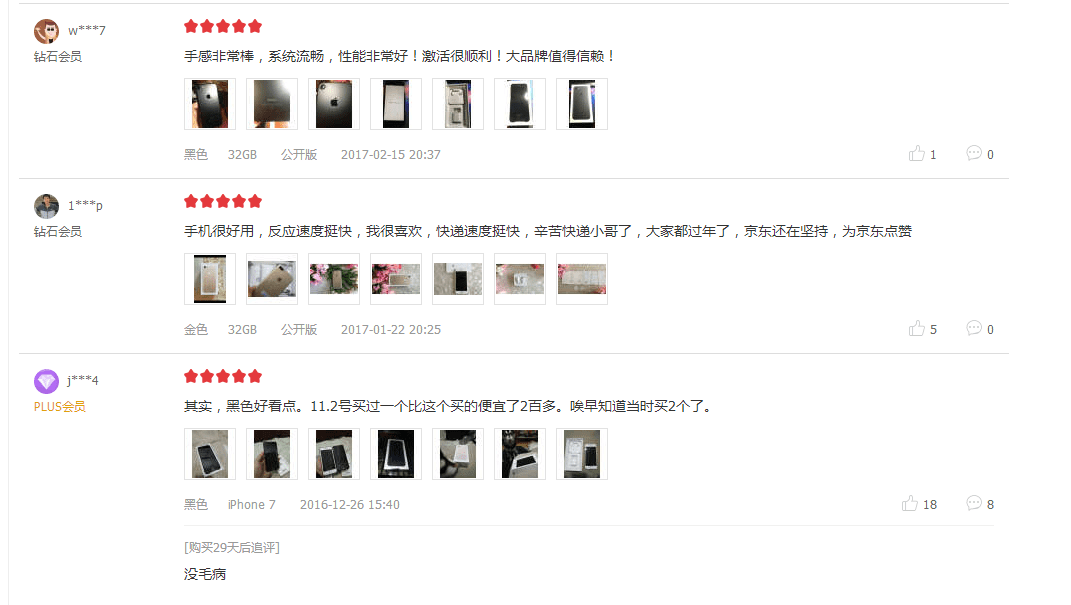 w***7
钻石会员
手感非常棒，系统流畅，性能非常好！激活很顺利！大品牌值得信赖！
黑色 32GB 公开版 2017-02-15 20:37 1 0
1***p
钻石会员
手机很好用，反应速度挺快，我很喜欢，快递速度挺快，辛苦快递小哥了，大家都过年了，京东还在坚持，为京东点赞
金色 32GB 公开版 2017-01-22 20:25 5 0
j***4
PLUS会员
其实，黑色好看点。11.2号买过一个比这个买的便宜了2百多。唉早知道当时买2个了。
黑色 iPhone 7 2016-12-26 15:40 18 8
[购买29天后追评]
没毛病